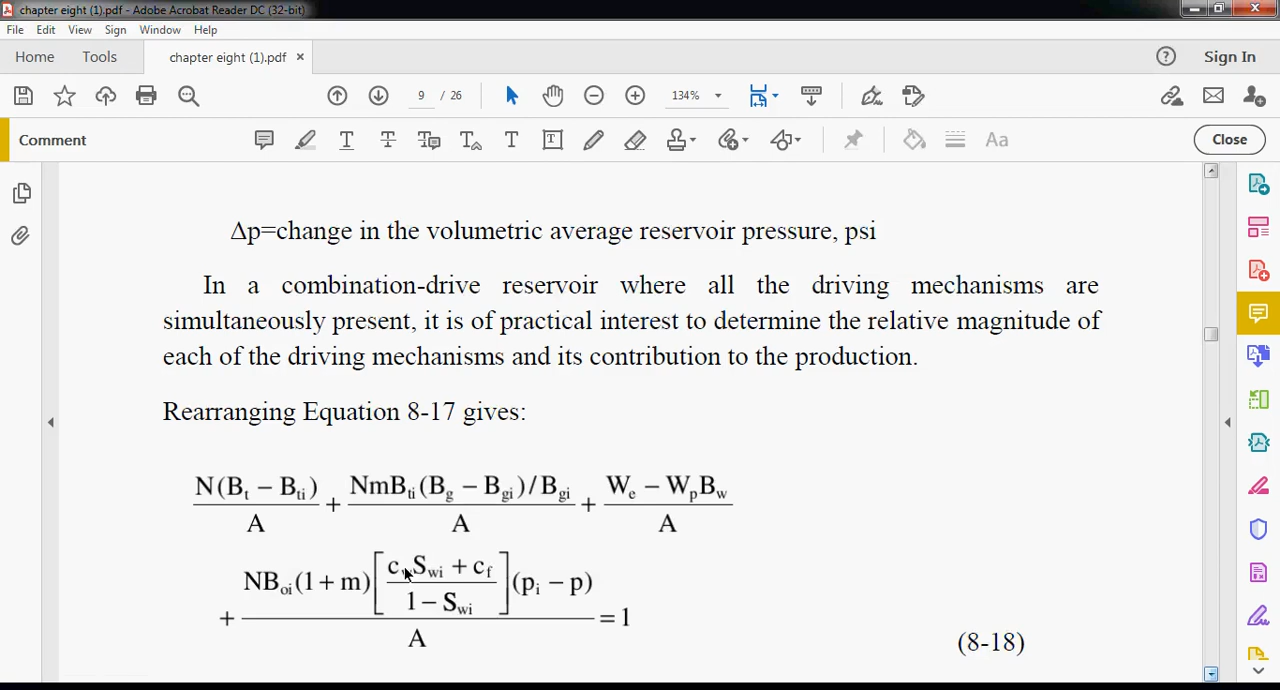 chapter eight (1).pdf - Adobe Acrobat Reader DC (32-bit)
File Edit View Sign Window Help
Home Tools chapter eight (1).pdf × Sign In
9 / 26 134%
Comment Close
Δp=change in the volumetric average reservoir pressure, psi
In a combination-drive reservoir where all the driving mechanisms are
simultaneously present, it is of practical interest to determine the relative magnitude of
each of the driving mechanisms and its contribution to the production.
Rearranging Equation 8-17 gives:
N(Bt − Bti)/A + NmBti(Bg − Bgi)/Bgi/A + We − WpBw/A
+ NBoi(1 + m)[cwSwi + cf/1 − Swi](pi − p)/A = 1
(8-18)